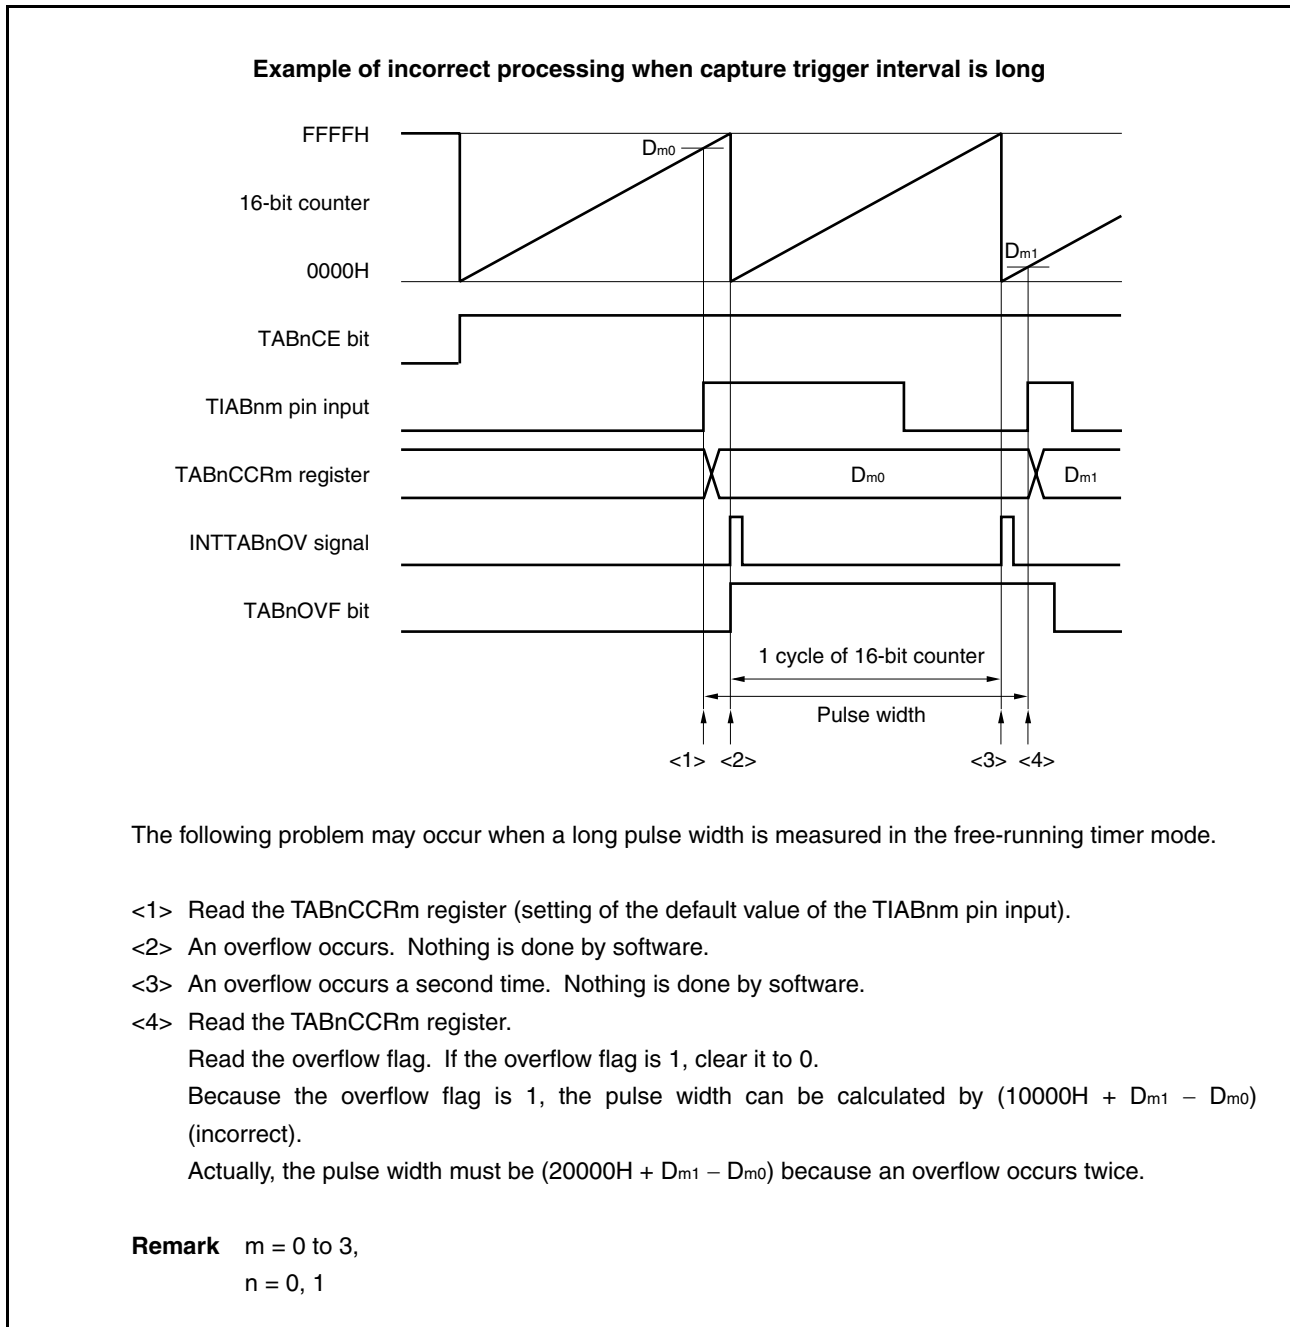 Example of incorrect processing when capture trigger interval is long
FFFFH
Dm0
16-bit counter
Dm1
0000H
TABnCE bit
TIABnm pin input
TABnCCRm register
Dm0
Dm1
INTTABnOV signal
TABnOVF bit
1 cycle of 16-bit counter
Pulse width
<1> <2> <3> <4>
The following problem may occur when a long pulse width is measured in the free-running timer mode.
<1> Read the TABnCCRm register (setting of the default value of the TIABnm pin input).
<2> An overflow occurs. Nothing is done by software.
<3> An overflow occurs a second time. Nothing is done by software.
<4> Read the TABnCCRm register.
Read the overflow flag. If the overflow flag is 1, clear it to 0.
Because the overflow flag is 1, the pulse width can be calculated by (10000H + Dm1 − Dm0)
(incorrect).
Actually, the pulse width must be (20000H + Dm1 − Dm0) because an overflow occurs twice.
Remark m = 0 to 3,
n = 0, 1